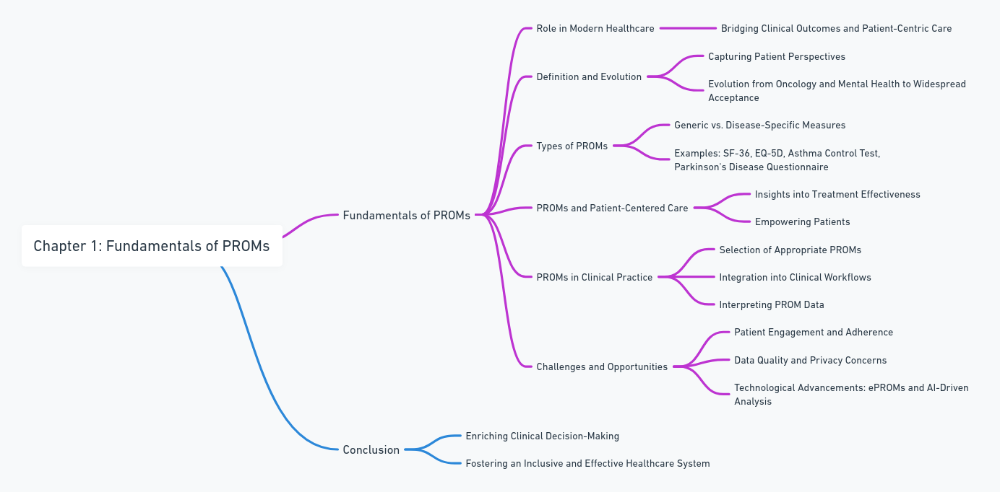 Chapter 1: Fundamentals of PROMs
Fundamentals of PROMs
Role in Modern Healthcare
Bridging Clinical Outcomes and Patient-Centric Care
Definition and Evolution
Capturing Patient Perspectives
Evolution from Oncology and Mental Health to Widespread
Acceptance
Types of PROMs
Generic vs. Disease-Specific Measures
Examples: SF-36, EQ-5D, Asthma Control Test,
Parkinson's Disease Questionnaire
PROMs and Patient-Centered Care
Insights into Treatment Effectiveness
Empowering Patients
PROMs in Clinical Practice
Selection of Appropriate PROMs
Integration into Clinical Workflows
Interpreting PROM Data
Challenges and Opportunities
Patient Engagement and Adherence
Data Quality and Privacy Concerns
Technological Advancements: ePROMs and AI-Driven
Analysis
Conclusion
Enriching Clinical Decision-Making
Fostering an Inclusive and Effective Healthcare System